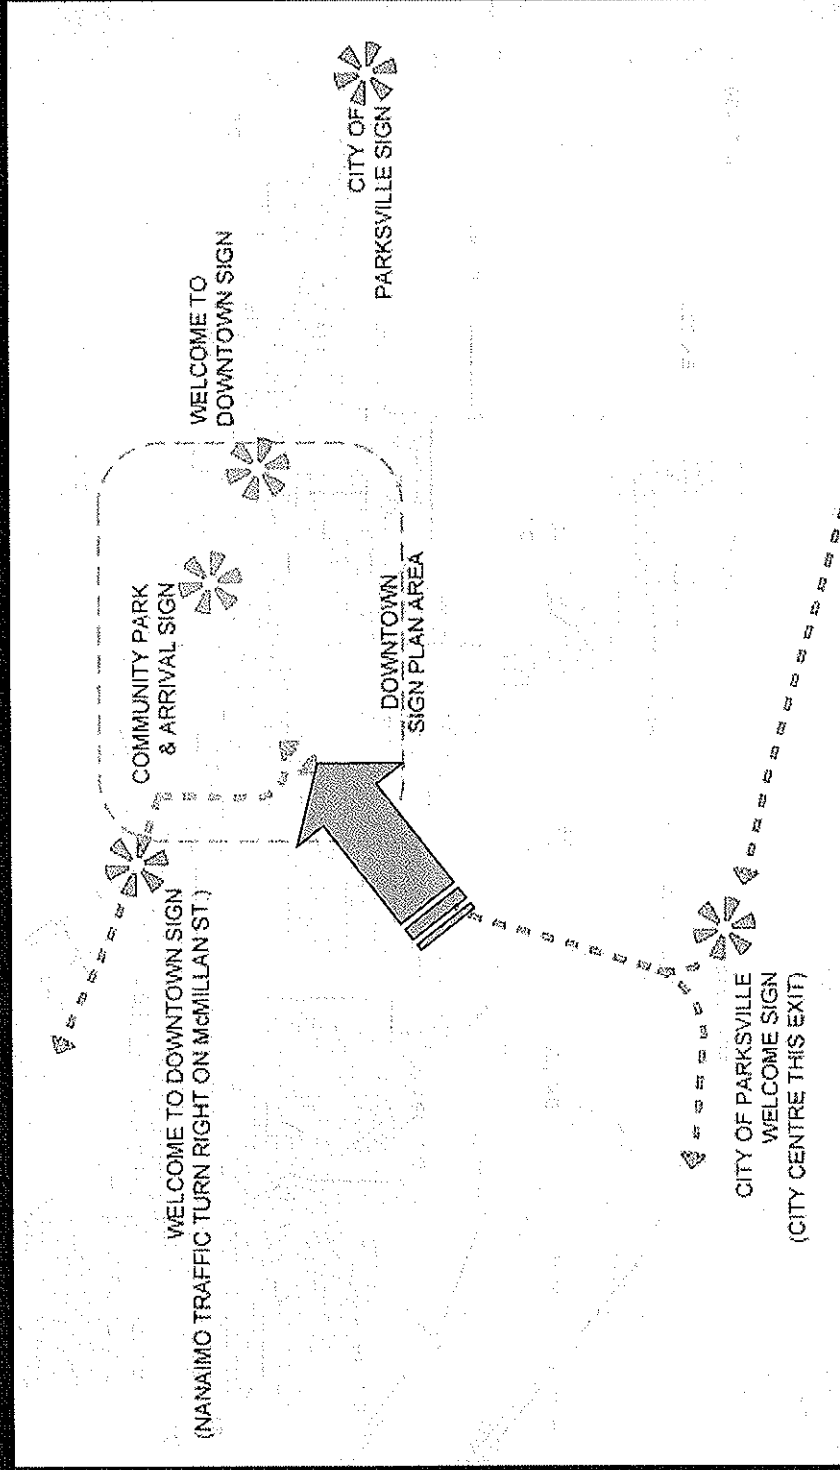 WELCOME TO DOWNTOWN SIGN
(NANAIMO TRAFFIC TURN RIGHT ON McMILLAN ST.)
COMMUNITY PARK
& ARRIVAL SIGN
WELCOME TO
DOWNTOWN SIGN
CITY OF
PARKSVILLE SIGN
DOWNTOWN
SIGN PLAN AREA
CITY OF PARKSVILLE
WELCOME SIGN
(CITY CENTRE THIS EXIT)